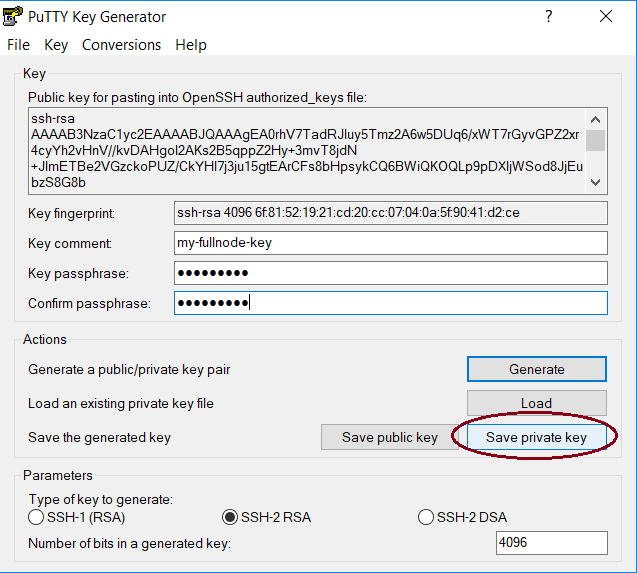 PuTTY Key Generator
File Key Conversions Help
Key
Public key for pasting into OpenSSH authorized_keys file:
ssh-rsa
AAAAB3NzaC1yc2EAAAABJQAAAgEA0rhV7TadRJluy5Tmz2A6w5DUq6/xWT7rGyvGPZ2xr
4cyYh2vHnV//kvDAHgol2AKs2B5qppZ2Hy+3mvT8jdN
+JlmETBe2VGzckoPUZ/CkYHI7j3ju15gtEArCFs8bHpsykCQ6BWiQKOQLp9pDXIjWSod8JjEu
bzS8G8b
Key fingerprint:
ssh-rsa 4096 6f:81:52:19:21:cd:20:cc:07:04:0a:5f:90:41:d2:ce
Key comment:
my-fullnode-key
Key passphrase:
●●●●●●●●●
Confirm passphrase:
●●●●●●●●●
Actions
Generate a public/private key pair
Generate
Load an existing private key file
Load
Save the generated key
Save public key
Save private key
Parameters
Type of key to generate:
SSH-1 (RSA)
SSH-2 RSA
SSH-2 DSA
Number of bits in a generated key:
4096